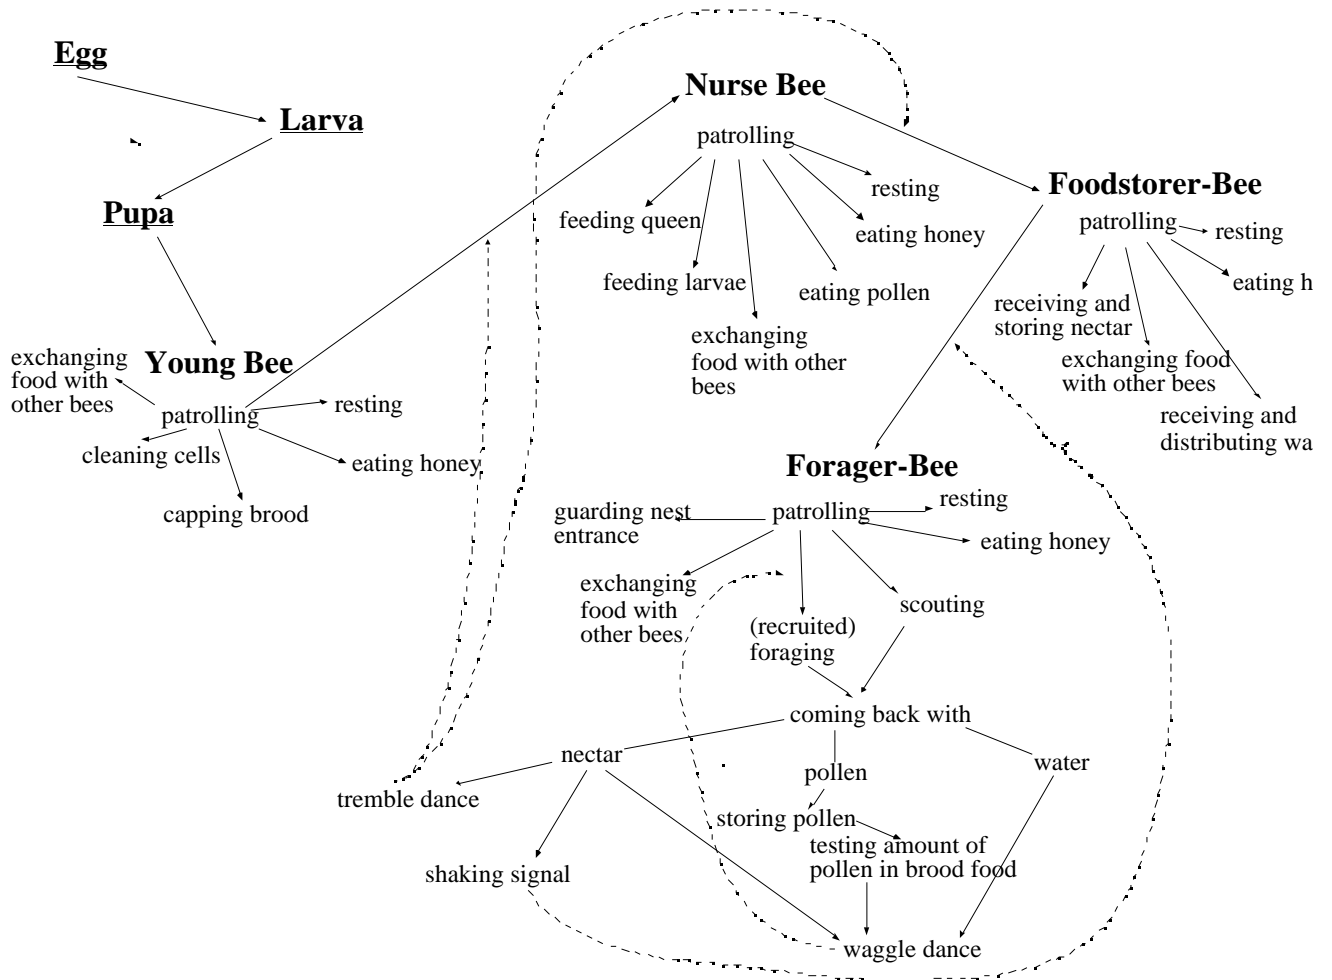 Egg
Larva
Pupa
Young Bee
exchanging
food with
other bees
patrolling
resting
cleaning cells
eating honey
capping brood
Nurse Bee
patrolling
resting
feeding queen
eating honey
feeding larvae
eating pollen
exchanging
food with other
bees
Foodstorer-Bee
patrolling
resting
eating h
receiving and
storing nectar
exchanging food
with other bees
receiving and
distributing wa
Forager-Bee
patrolling
resting
guarding nest
entrance
eating honey
exchanging
food with
other bees
(recruited)
foraging
scouting
coming back with
nectar
pollen
water
tremble dance
storing pollen
testing amount of
pollen in brood food
shaking signal
waggle dance